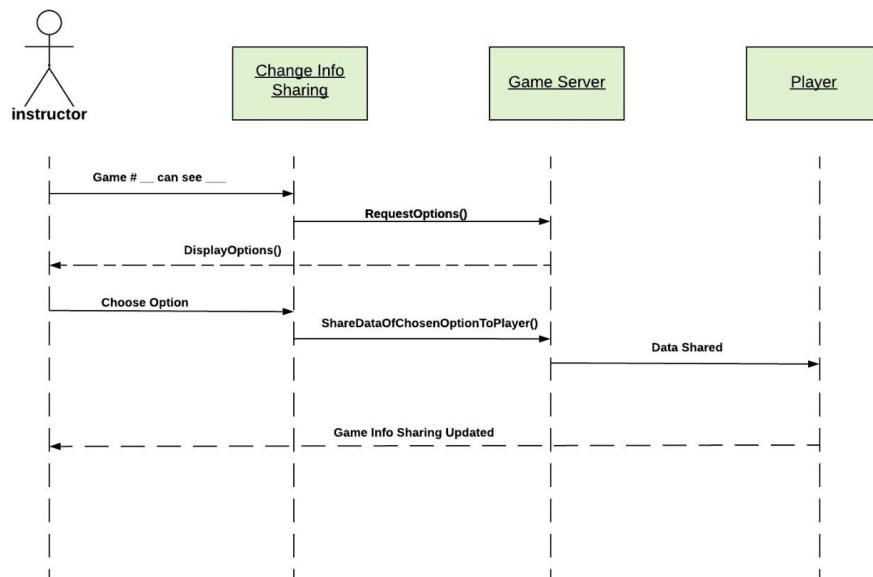 instructor
Change Info
Sharing
Game Server
Player
Game # __ can see ___
RequestOptions()
DisplayOptions()
Choose Option
ShareDataOfChosenOptionToPlayer()
Data Shared
Game Info Sharing Updated